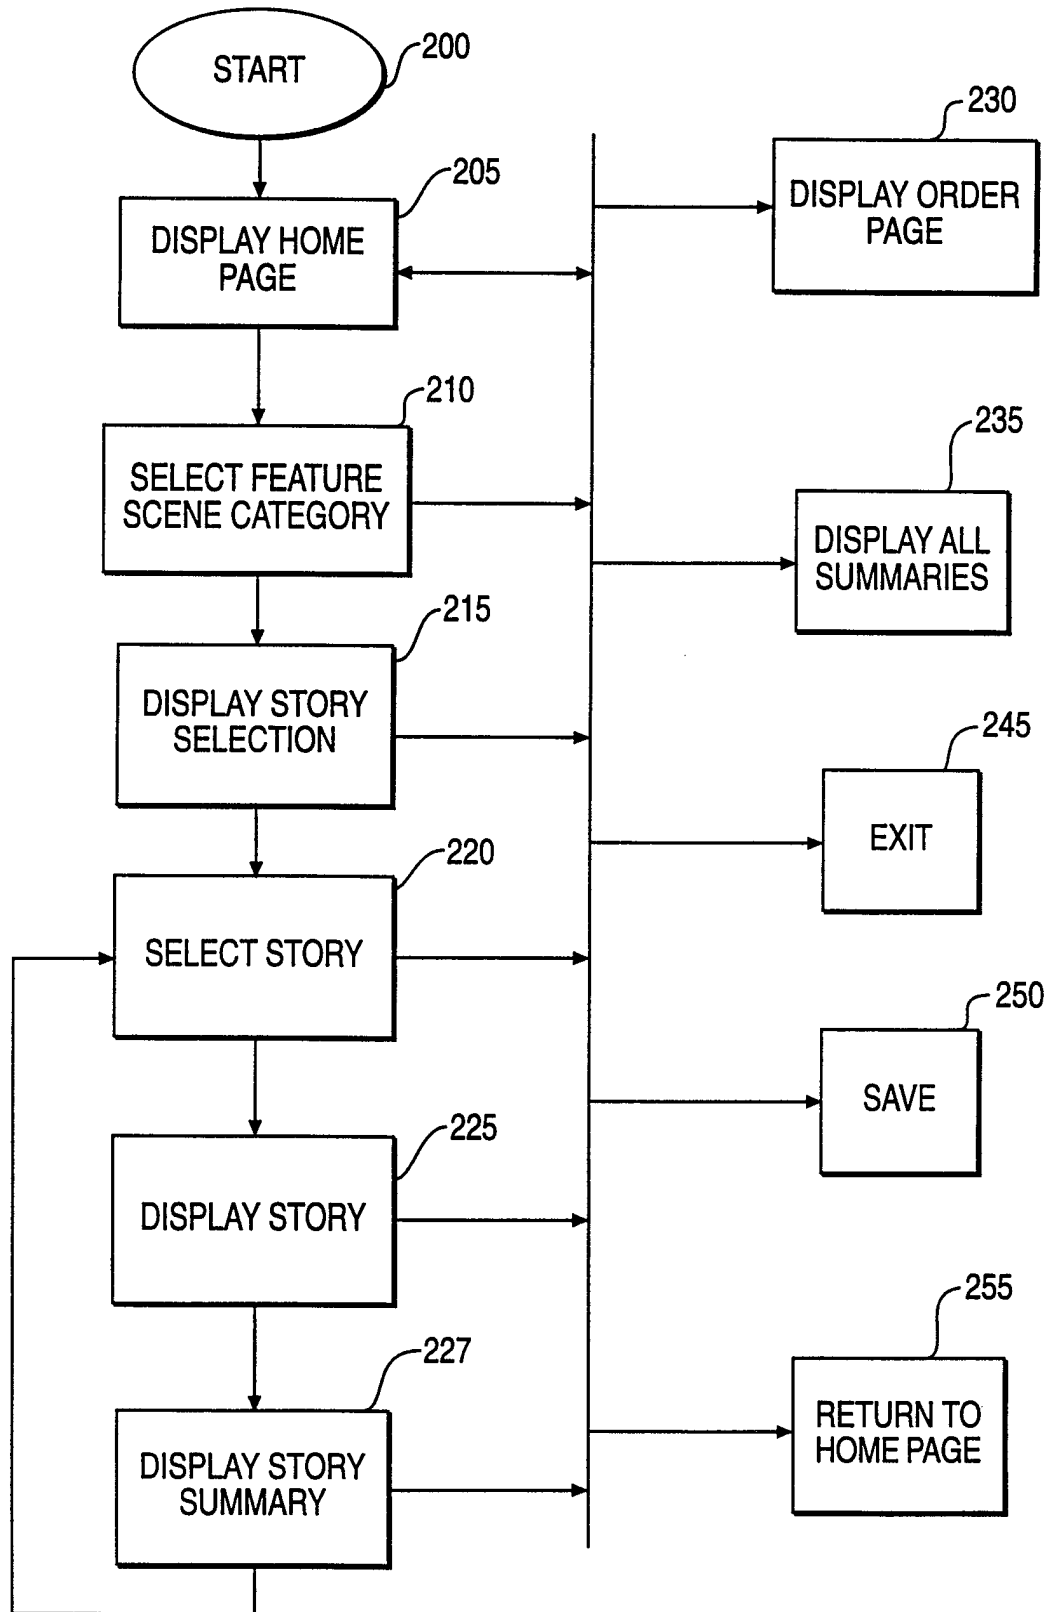 START
200
DISPLAY HOME
PAGE
205
SELECT FEATURE
SCENE CATEGORY
210
DISPLAY STORY
SELECTION
215
SELECT STORY
220
DISPLAY STORY
225
DISPLAY STORY
SUMMARY
227
DISPLAY ORDER
PAGE
230
DISPLAY ALL
SUMMARIES
235
EXIT
245
SAVE
250
RETURN TO
HOME PAGE
255